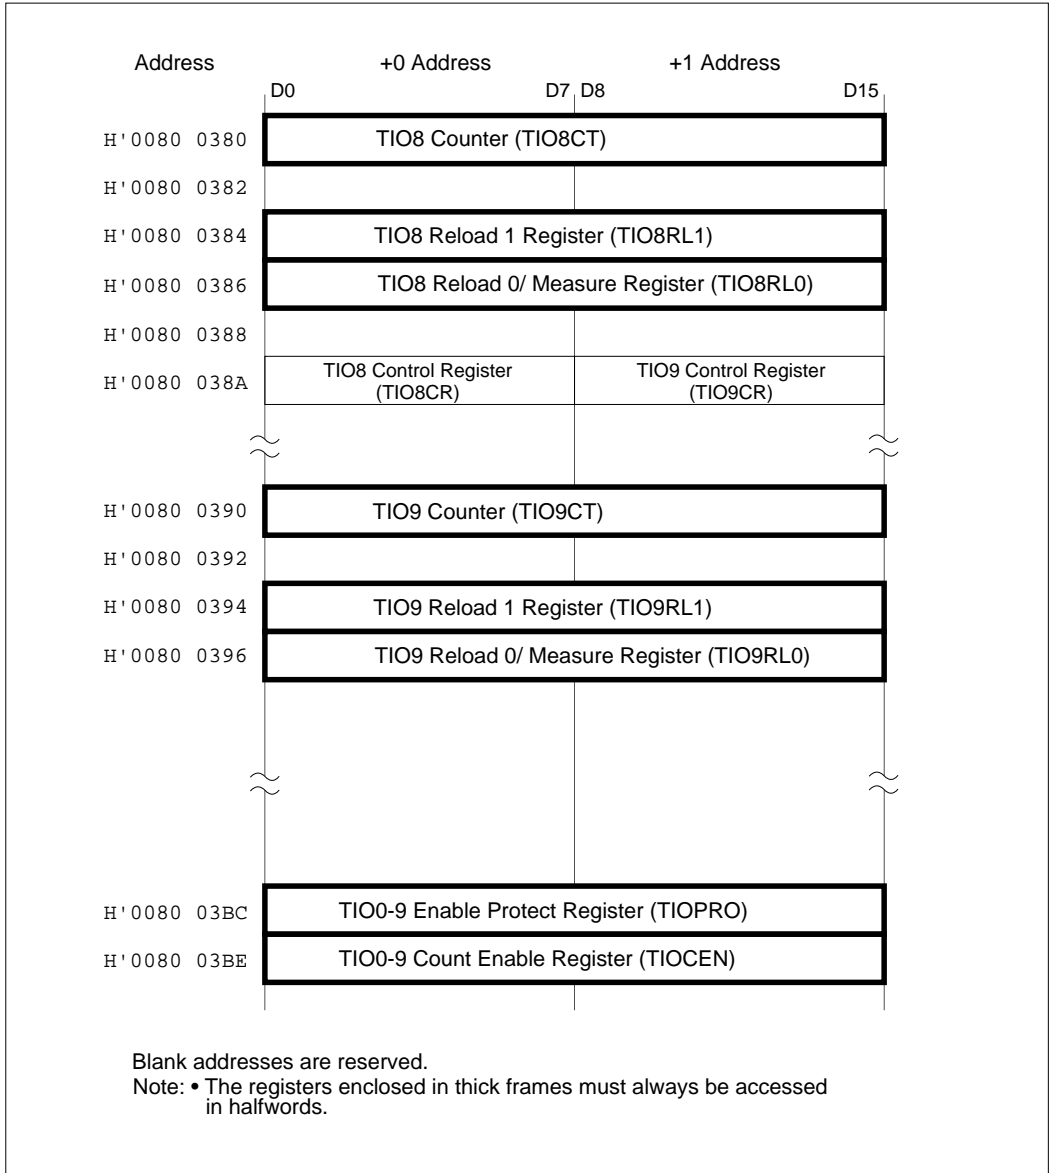 Address +0 Address +1 Address
D0 D7 D8 D15
H'0080 0380 TIO8 Counter (TIO8CT)
H'0080 0382
H'0080 0384 TIO8 Reload 1 Register (TIO8RL1)
H'0080 0386 TIO8 Reload 0/ Measure Register (TIO8RL0)
H'0080 0388
H'0080 038A TIO8 Control Register (TIO8CR) TIO9 Control Register (TIO9CR)
H'0080 0390 TIO9 Counter (TIO9CT)
H'0080 0392
H'0080 0394 TIO9 Reload 1 Register (TIO9RL1)
H'0080 0396 TIO9 Reload 0/ Measure Register (TIO9RL0)
H'0080 03BC TIO0-9 Enable Protect Register (TIOPRO)
H'0080 03BE TIO0-9 Count Enable Register (TIOCEN)
Blank addresses are reserved.
Note: • The registers enclosed in thick frames must always be accessed
in halfwords.